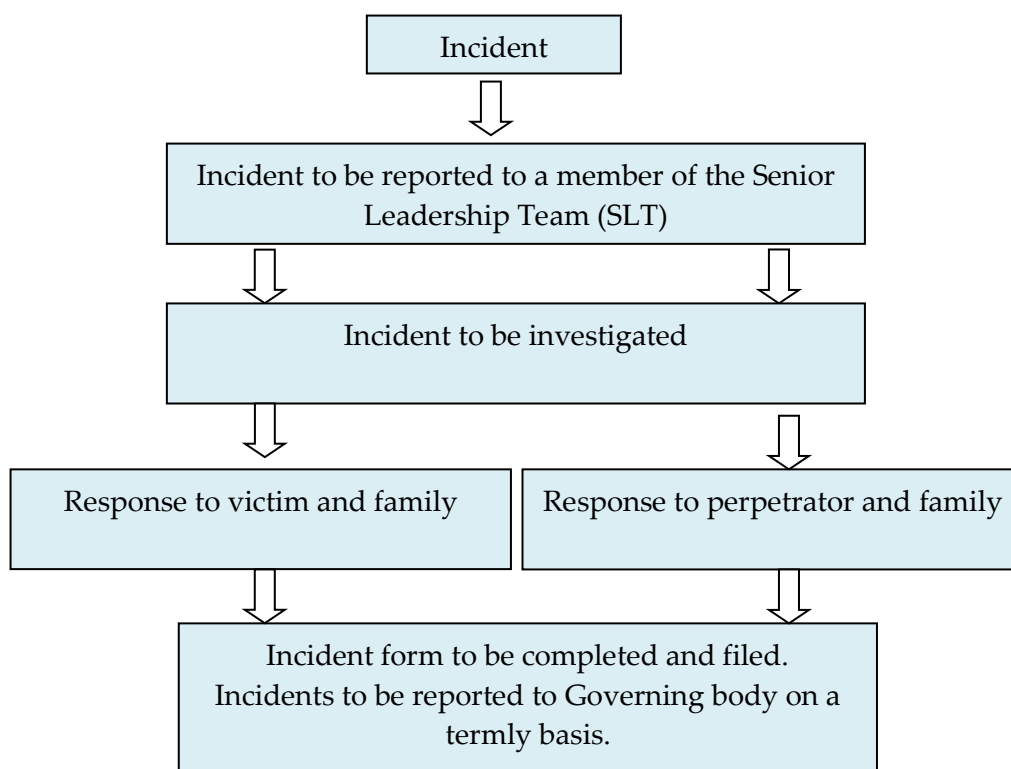 Incident
Incident to be reported to a member of the Senior
Leadership Team (SLT)
Incident to be investigated
Response to victim and family
Response to perpetrator and family
Incident form to be completed and filed.
Incidents to be reported to Governing body on a
termly basis.